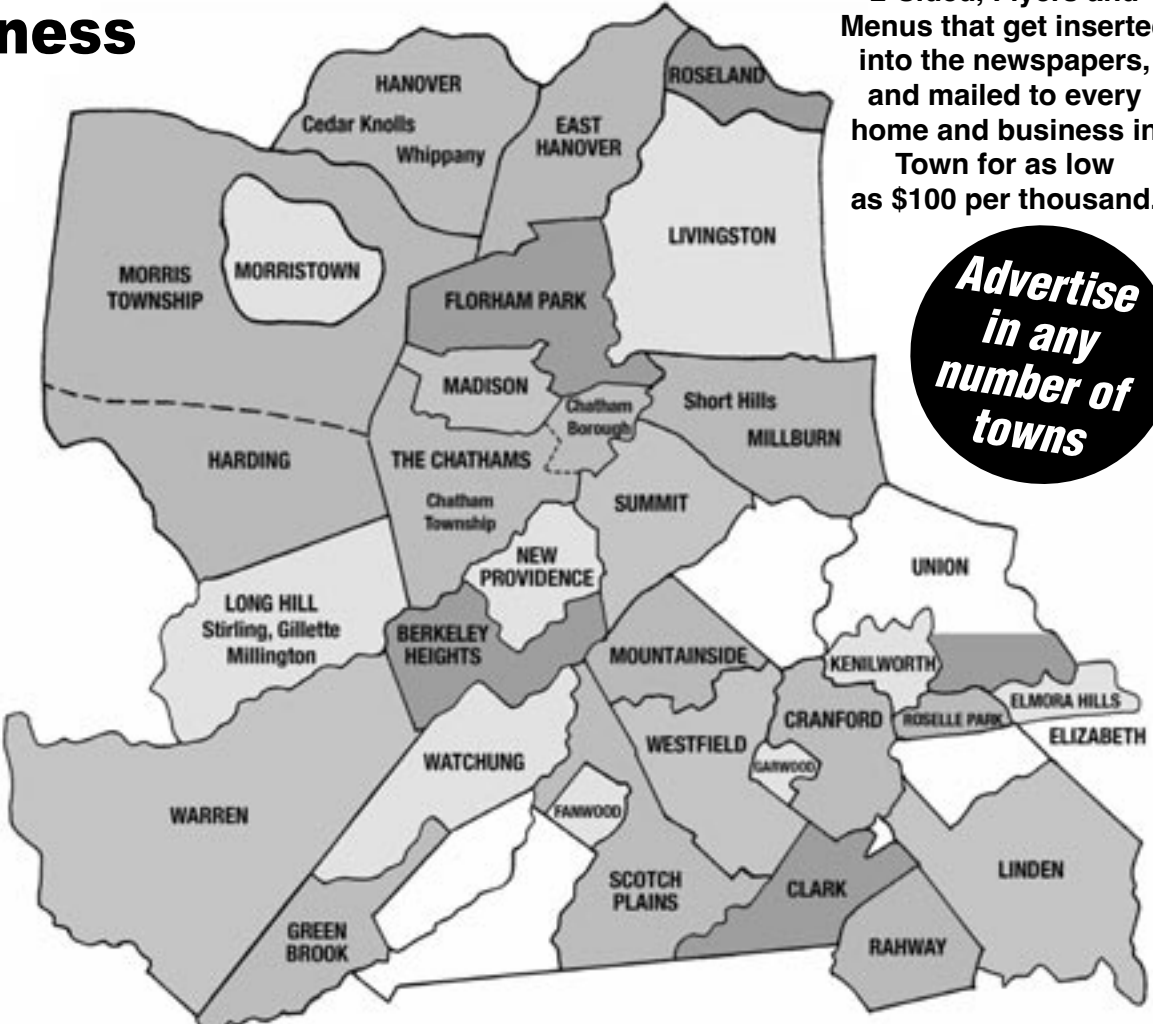 ness
Menus that get inserted
into the newspapers,
and mailed to every
home and business in
Town for as low
as $100 per thousand.
Advertise
in any
number of
towns
HANOVER
Cedar Knolls
Whippany
EAST
HANOVER
ROSELAND
LIVINGSTON
MORRIS
TOWNSHIP
MORRISTOWN
FLORHAM PARK
MADISON
Chatham
Borough
Short Hills
MILLBURN
HARDING
THE CHATHAMS
Chatham
Township
SUMMIT
NEW
PROVIDENCE
UNION
LONG HILL
Stirling, Gillette
Millington
BERKELEY
HEIGHTS
MOUNTAINSIDE
KENILWORTH
ELMORA HILLS
ROSELLE PARK
ELIZABETH
CRANFORD
WESTFIELD
GARWOOD
WATCHUNG
WARREN
FANWOOD
SCOTCH
PLAINS
CLARK
LINDEN
GREEN
BROOK
RAHWAY